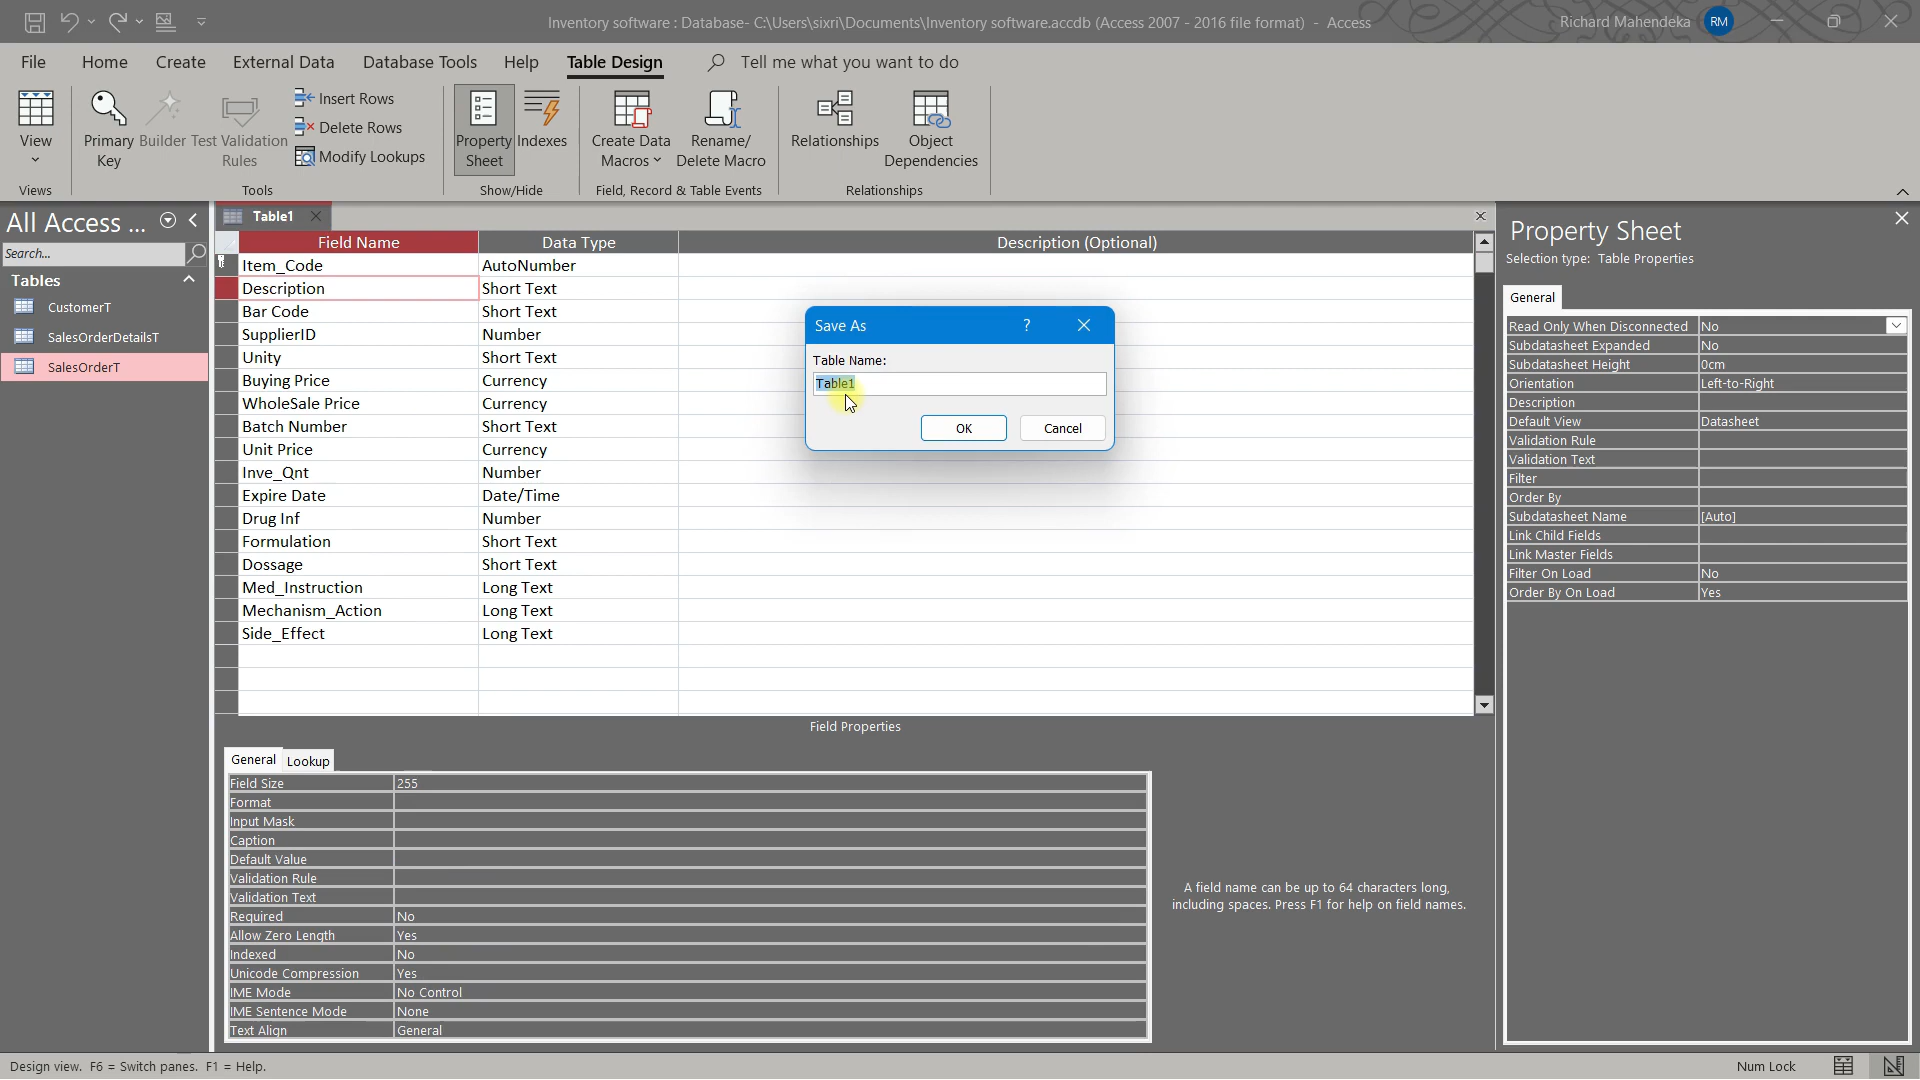 Inventory software : Database- C:\Users\sixri\Documents\Inventory software.accdb (Access 2007 - 2016 file format) - Access
Richard Mahendeka RM
File Home Create External Data Database Tools Help Table Design Tell me what you want to do
View
Primary Key
Builder
Test Validation Rules
Insert Rows
Delete Rows
Modify Lookups
Property Sheet
Indexes
Create Data Macros
Rename/ Delete Macro
Relationships
Object Dependencies
Views Tools Show/Hide Field, Record & Table Events Relationships
All Access ...
Search...
Tables
CustomerT
SalesOrderDetailsT
SalesOrderT
Table1
Field Name Data Type Description (Optional)
Item_Code AutoNumber
Description Short Text
Bar Code Short Text
SupplierID Number
Unity Short Text
Buying Price Currency
WholeSale Price Currency
Batch Number Short Text
Unit Price Currency
Inve_Qnt Number
Expire Date Date/Time
Drug Inf Number
Formulation Short Text
Dossage Short Text
Med_Instruction Long Text
Mechanism_Action Long Text
Side_Effect Long Text
Save As ?
Table Name:
Table1
OK Cancel
Field Properties
General Lookup
Field Size 255
Format
Input Mask
Caption
Default Value
Validation Rule
Validation Text
Required No
Allow Zero Length Yes
Indexed No
Unicode Compression Yes
IME Mode No Control
IME Sentence Mode None
Text Align General
A field name can be up to 64 characters long,
including spaces. Press F1 for help on field names.
Property Sheet
Selection type: Table Properties
General
Read Only When Disconnected No
Subdatasheet Expanded No
Subdatasheet Height 0cm
Orientation Left-to-Right
Description
Default View Datasheet
Validation Rule
Validation Text
Filter
Order By
Subdatasheet Name [Auto]
Link Child Fields
Link Master Fields
Filter On Load No
Order By On Load Yes
Design view. F6 = Switch panes. F1 = Help.
Num Lock